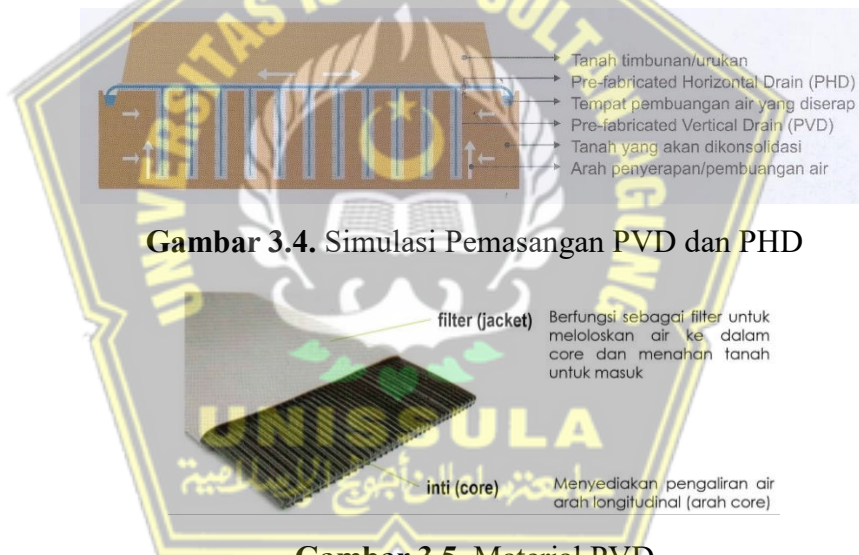 Tanah timbunan/urukan
Pre-fabricated Horizontal Drain (PHD)
Tempat pembuangan air yang diserap
Pre-fabricated Vertical Drain (PVD)
Tanah yang akan dikonsolidasi
Arah penyerapan/pembuangan air
Gambar 3.4. Simulasi Pemasangan PVD dan PHD
filter (jacket)
Berfungsi sebagai filter untuk
meloloskan air ke dalam
core dan menahan tanah
untuk masuk
UNISSULA
inti (core)
Menyediakan pengaliran air
arah longitudinal (arah core)
Gambar 3.5. Material PVD